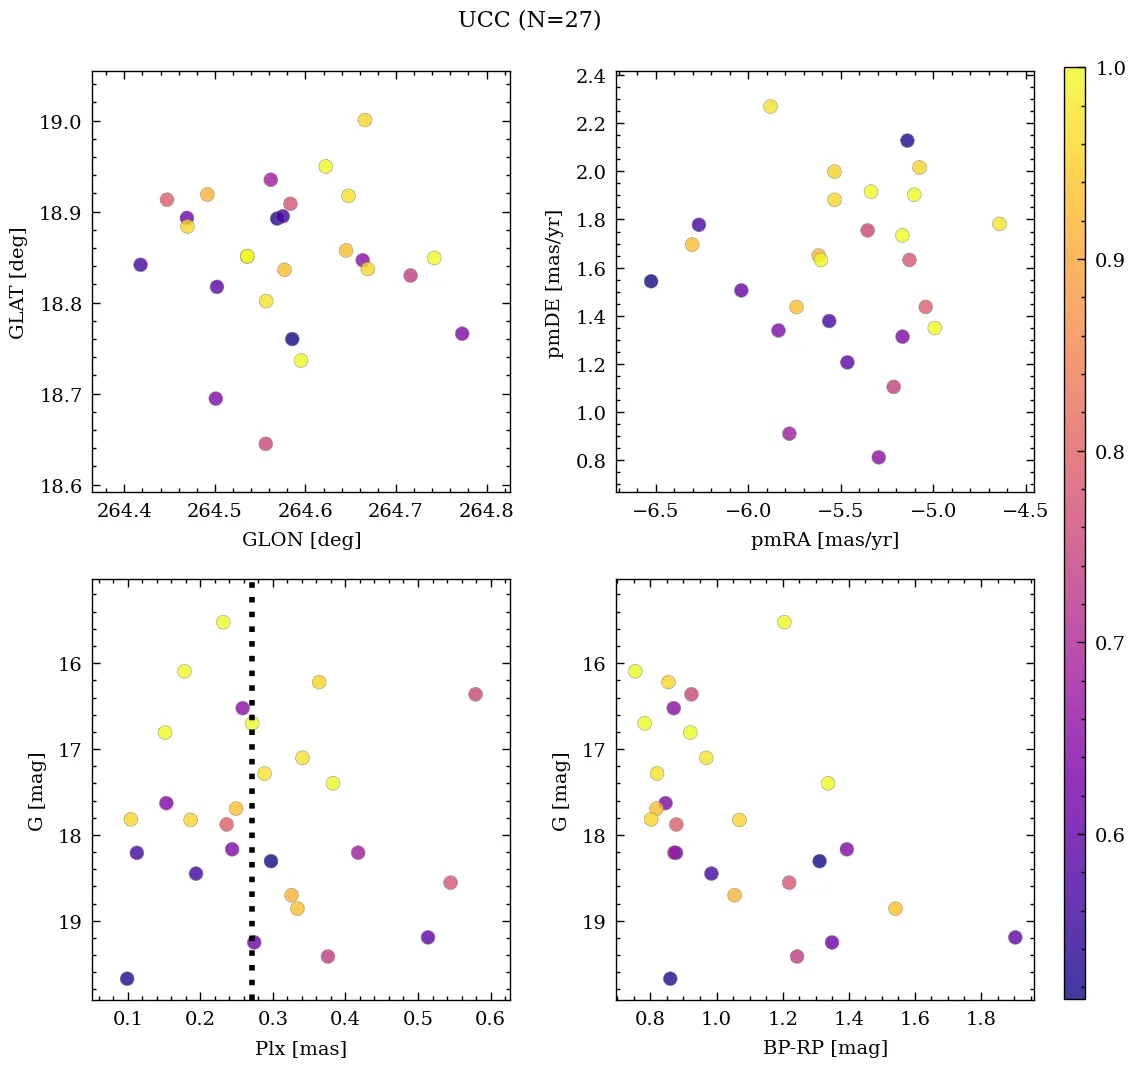 UCC (N=27)
19.0
18.9
18.8
18.7
18.6
GLAT [deg]
264.4 264.5 264.6 264.7 264.8
GLON [deg]
2.4
2.2
2.0
1.8
1.6
1.4
1.2
1.0
0.8
pmDE [mas/yr]
−6.5 −6.0 −5.5 −5.0 −4.5
pmRA [mas/yr]
1.0
0.9
0.8
0.7
0.6
16
17
18
19
G [mag]
0.1 0.2 0.3 0.4 0.5 0.6
Plx [mas]
16
17
18
19
G [mag]
0.8 1.0 1.2 1.4 1.6 1.8
BP-RP [mag]